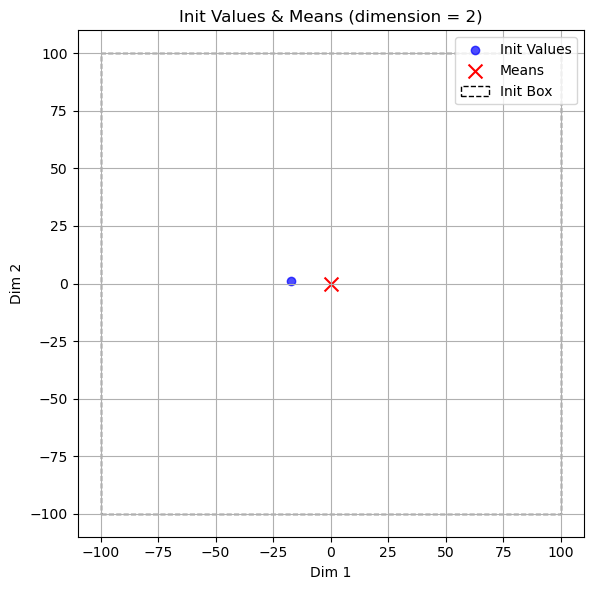 Init Values & Means (dimension = 2)
Init Values
Means
Init Box
100
75
50
25
0
−25
−50
−75
−100
Dim 2
−100 −75 −50 −25 0 25 50 75 100
Dim 1